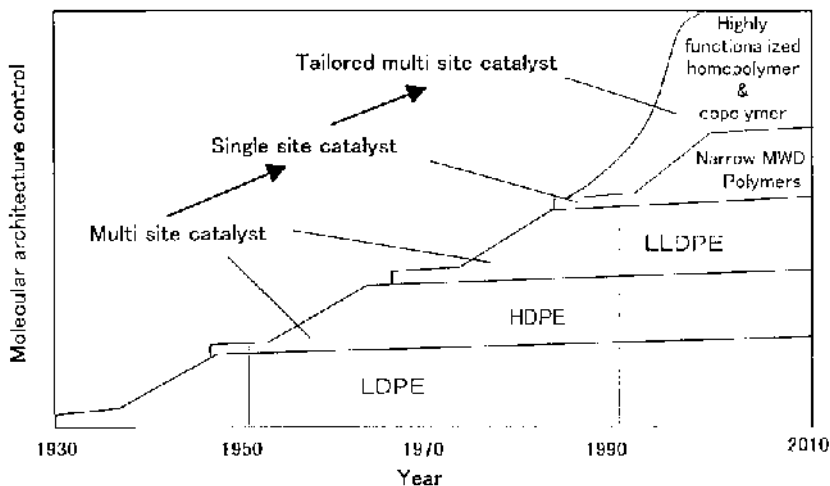 Highly
functionalized
homopolymer
&
copolymer
Tailored multi site catalyst
Single site catalyst
Narrow MWD
Polymers
Multi site catalyst
LLDPE
HDPE
LDPE
Molecular architecture control
1930
1950
1970
1990
2010
Year